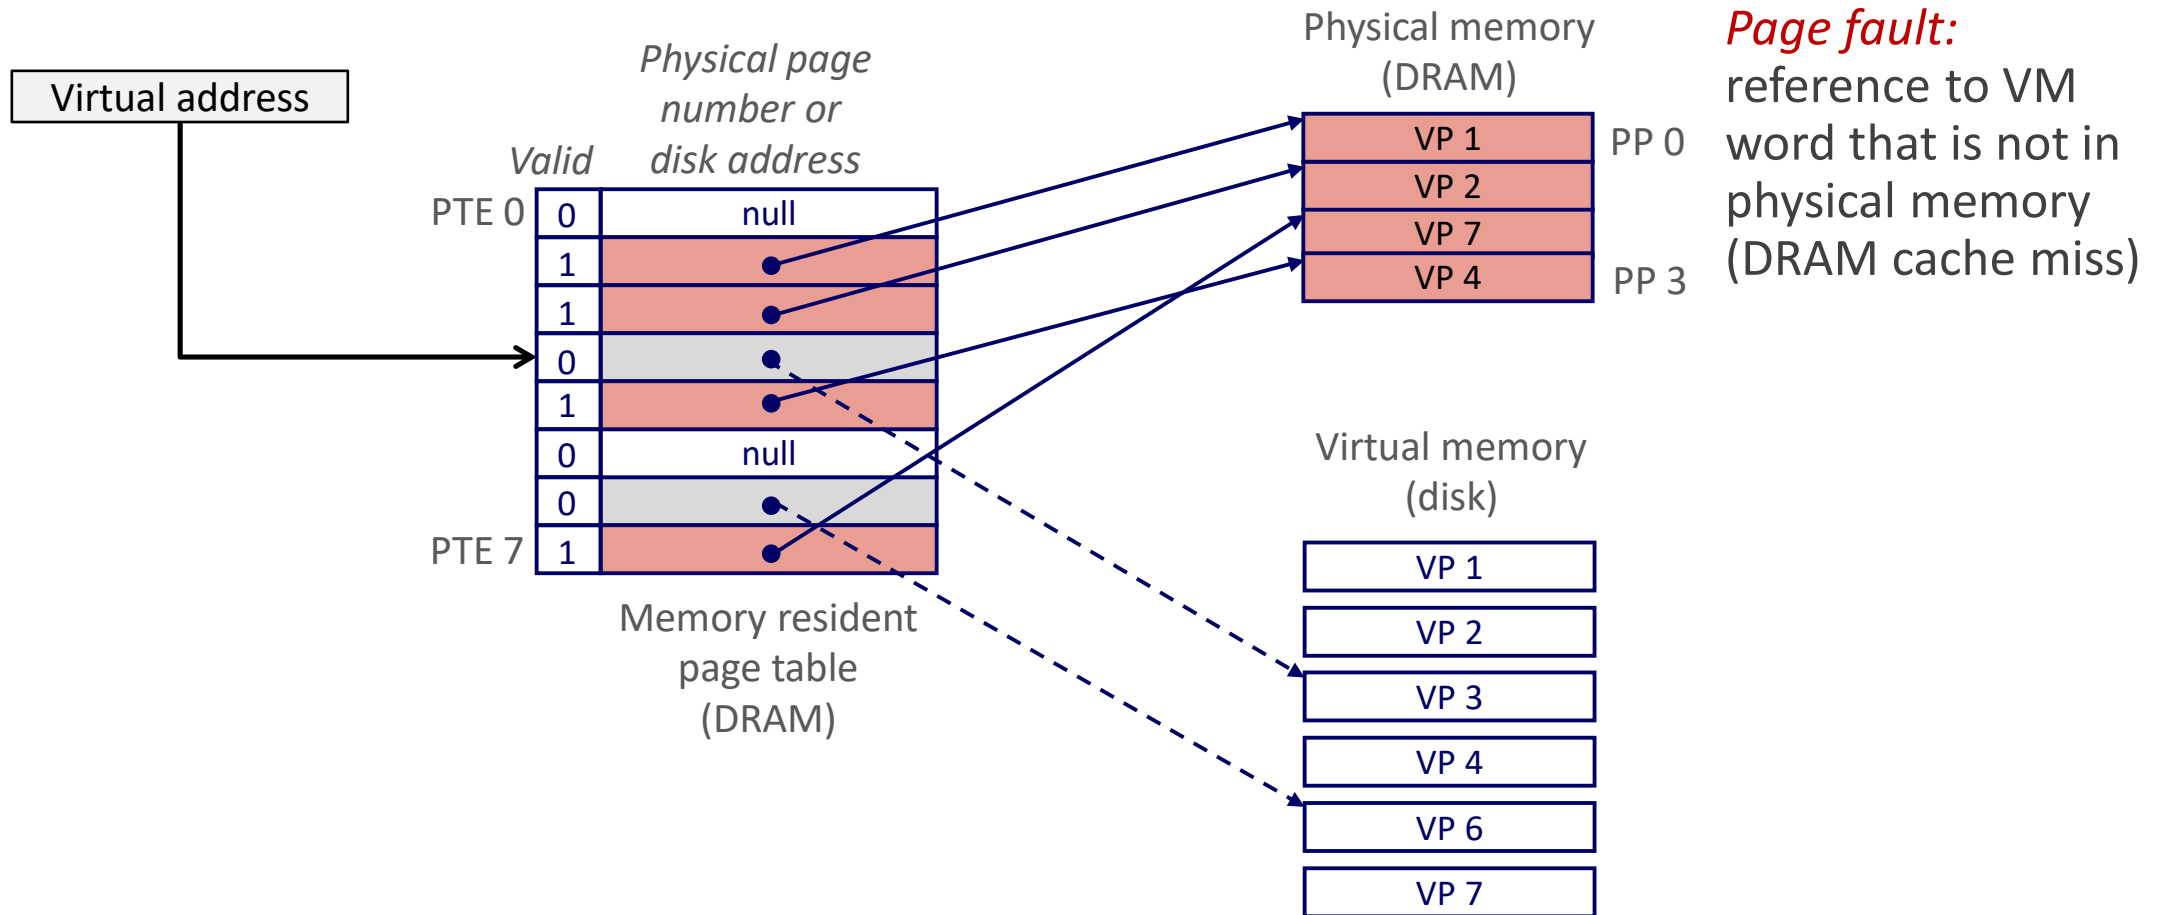 Virtual address
Physical page
number or
disk address
Valid
PTE 0
0
null
1
1
0
1
0
null
0
PTE 7
1
Memory resident
page table
(DRAM)
Physical memory
(DRAM)
VP 1
PP 0
VP 2
VP 7
VP 4
PP 3
Virtual memory
(disk)
VP 1
VP 2
VP 3
VP 4
VP 6
VP 7
Page fault:
reference to VM
word that is not in
physical memory
(DRAM cache miss)